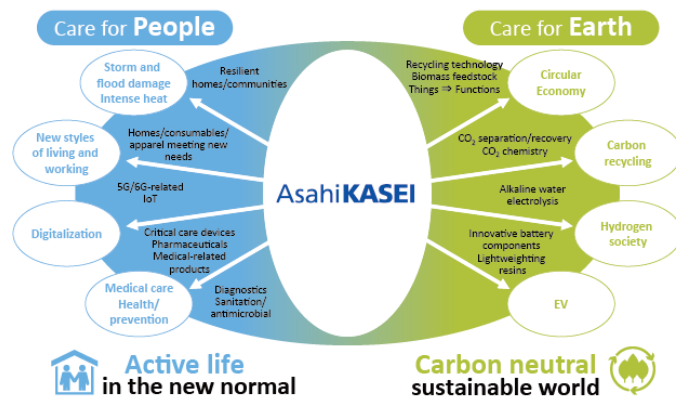 Care for People
Care for Earth
Storm and
flood damage
Intense heat
Resilient
homes/communities
New styles
of living and
working
Homes/consumables/
apparel meeting new
needs
5G/6G-related
IoT
Digitalization
Critical care devices
Pharmaceuticals
Medical-related
products
Medical care
Health/
prevention
Diagnostics
Sanitation/
antimicrobial
AsahiKASEI
Recycling technology
Biomass feedstock
Things ⇒ Functions
Circular
Economy
CO₂ separation/recovery
CO₂ chemistry
Carbon
recycling
Alkaline water
electrolysis
Hydrogen
society
Innovative battery
components
Lightweighting
resins
EV
Active life
in the new normal
Carbon neutral
sustainable world